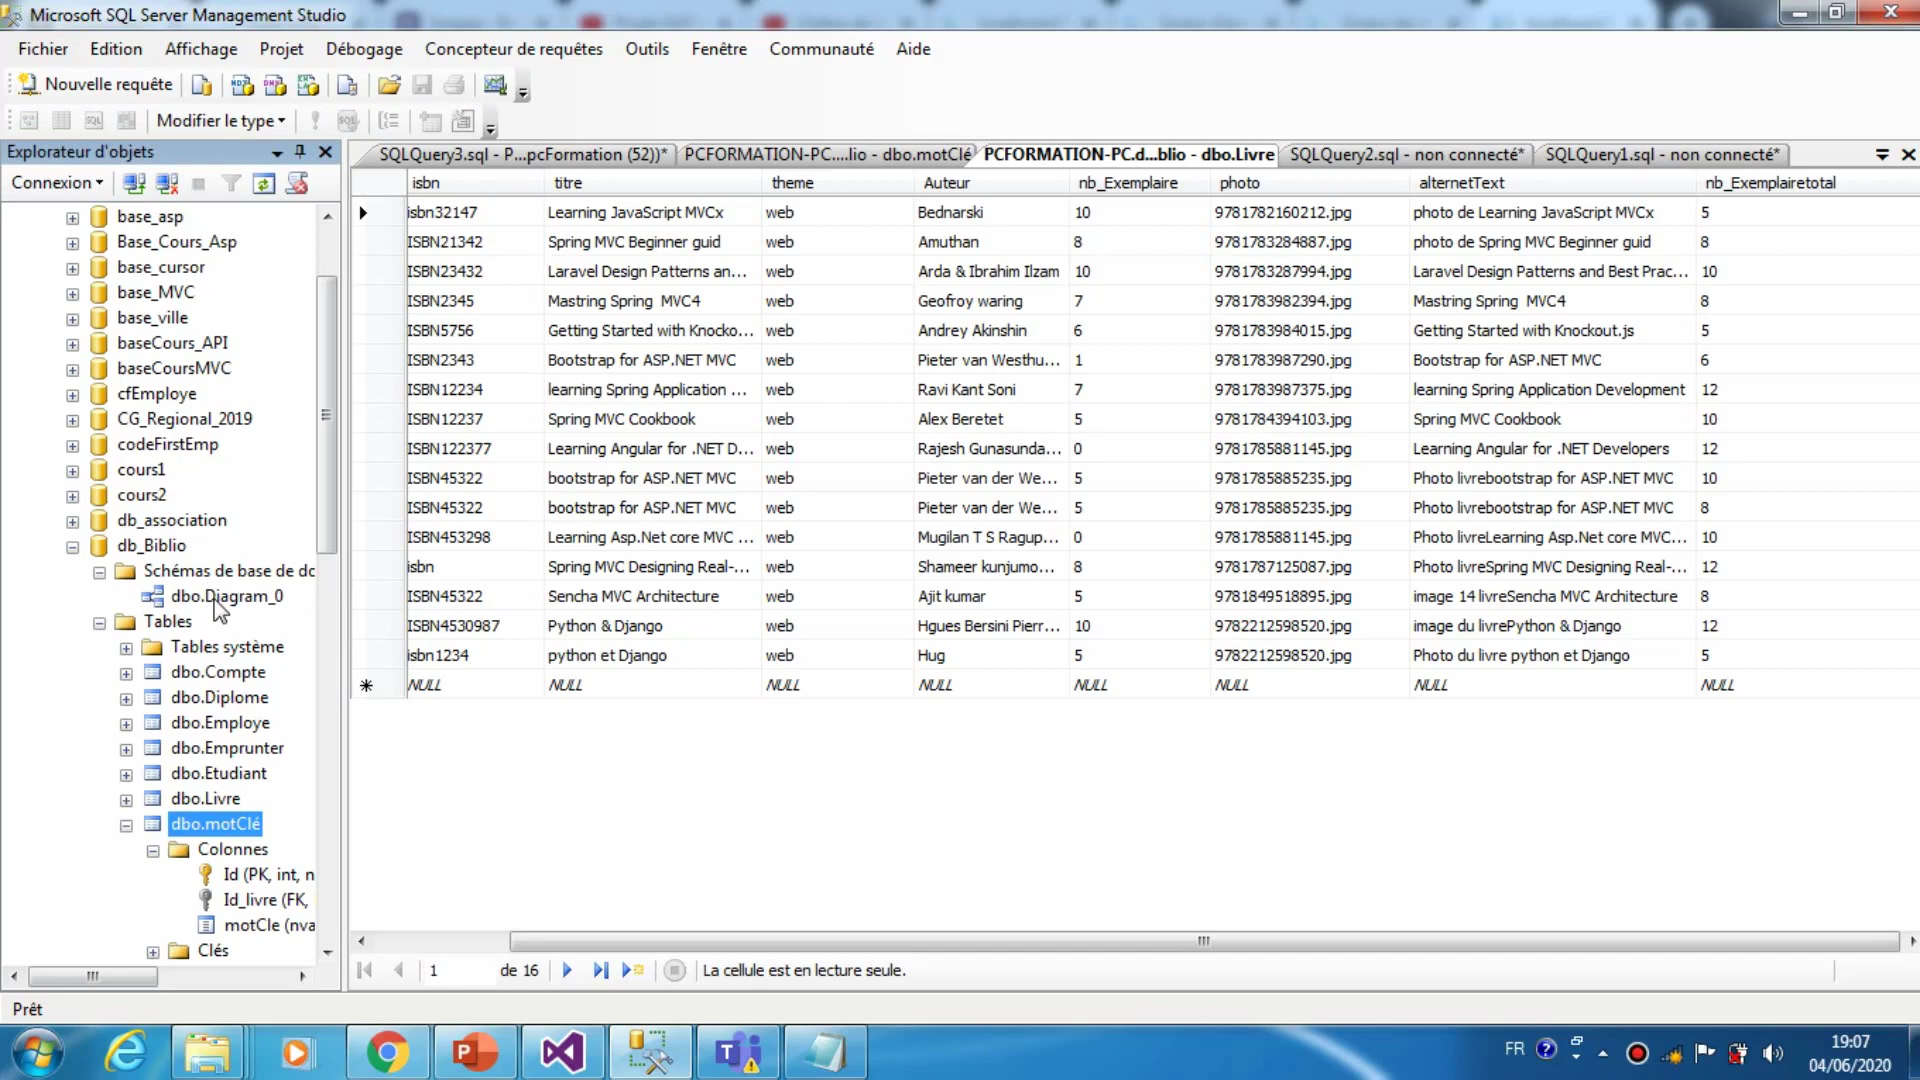 Microsoft SQL Server Management Studio
Fichier Edition Affichage Projet Débogage Concepteur de requêtes Outils Fenêtre Communauté Aide
Nouvelle requête
Modifier le type
Explorateur d'objets
SQLQuery3.sql - P...pcFormation (52))* PCFORMATION-PC....lio - dbo.motClé PCFORMATION-PC.d...blio - dbo.Livre SQLQuery2.sql - non connecté* SQLQuery1.sql - non connecté*
Connexion
base_asp
Base_Cours_Asp
base_cursor
base_MVC
base_ville
baseCours_API
baseCoursMVC
cfEmploye
CG_Regional_2019
codeFirstEmp
cours1
cours2
db_association
db_Biblio
Schémas de base de dc
dbo.Diagram_0
Tables
Tables système
dbo.Compte
dbo.Diplome
dbo.Employe
dbo.Emprunter
dbo.Etudiant
dbo.Livre
dbo.motClé
Colonnes
Id (PK, int, n
Id_livre (FK,
motCle (nva
Clés
isbn titre theme Auteur nb_Exemplaire photo alternetText nb_Exemplairetotal
isbn32147 Learning JavaScript MVCx web Bednarski 10 9781782160212.jpg photo de Learning JavaScript MVCx 5
ISBN21342 Spring MVC Beginner guid web Amuthan 8 9781783284887.jpg photo de Spring MVC Beginner guid 8
ISBN23432 Laravel Design Patterns an... web Arda & Ibrahim Ilzam 10 9781783287994.jpg Laravel Design Patterns and Best Prac... 10
ISBN2345 Mastring Spring MVC4 web Geofroy waring 7 9781783982394.jpg Mastring Spring MVC4 8
ISBN5756 Getting Started with Knocko... web Andrey Akinshin 6 9781783984015.jpg Getting Started with Knockout.js 5
ISBN2343 Bootstrap for ASP.NET MVC web Pieter van Westhu... 1 9781783987290.jpg Bootstrap for ASP.NET MVC 6
ISBN12234 learning Spring Application ... web Ravi Kant Soni 7 9781783987375.jpg learning Spring Application Development 12
ISBN12237 Spring MVC Cookbook web Alex Beretet 5 9781784394103.jpg Spring MVC Cookbook 10
ISBN122377 Learning Angular for .NET D... web Rajesh Gunasunda... 0 9781785881145.jpg Learning Angular for .NET Developers 12
ISBN45322 bootstrap for ASP.NET MVC web Pieter van der We... 5 9781785885235.jpg Photo livrebootstrap for ASP.NET MVC 10
ISBN45322 bootstrap for ASP.NET MVC web Pieter van der We... 5 9781785885235.jpg Photo livrebootstrap for ASP.NET MVC 8
ISBN453298 Learning Asp.Net core MVC ... web Mugilan T S Ragup... 0 9781785881145.jpg Photo livreLearning Asp.Net core MVC... 10
isbn Spring MVC Designing Real-... web Shameer kunjumo... 8 9781787125087.jpg Photo livreSpring MVC Designing Real-... 12
ISBN45322 Sencha MVC Architecture web Ajit kumar 5 9781849518895.jpg image 14 livreSencha MVC Architecture 8
ISBN4530987 Python & Django web Hgues Bersini Pierr... 10 9782212598520.jpg image du livrePython & Django 12
isbn1234 python et Django web Hug 5 9782212598520.jpg Photo du livre python et Django 5
NULL NULL NULL NULL NULL NULL NULL NULL
1 de 16 La cellule est en lecture seule.
Prêt
FR 19:07
04/06/2020